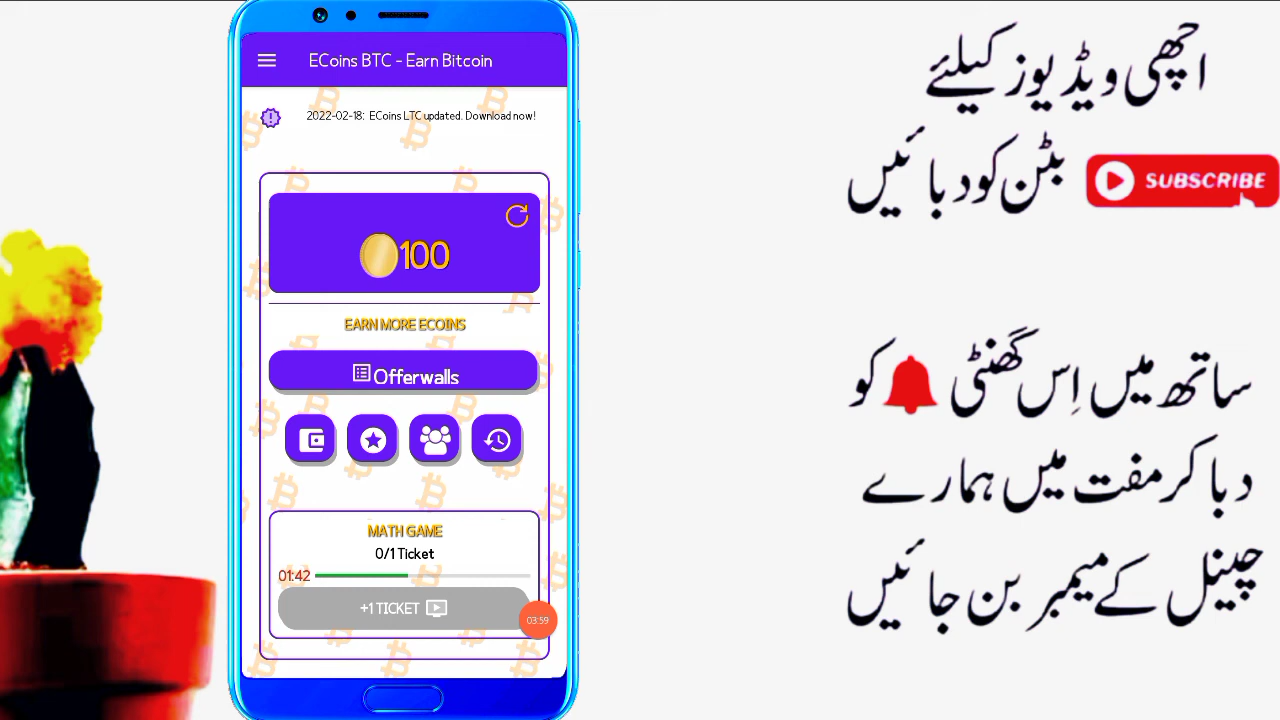 ECoins BTC - Earn Bitcoin
2022-02-18: ECoins LTC updated. Download now!
100
EARN MORE ECOINS
Offerwalls
MATH GAME
0/1 Ticket
01:42
+1 TICKET
03:59
اچھی ویڈیوز کیلئے
بٹن کو دبائیں
SUBSCRIBE
ساتھ میں اِس گھنٹی کو
دبا کر مفت میں ہمارے
چینل کے میمبر بن جائیں